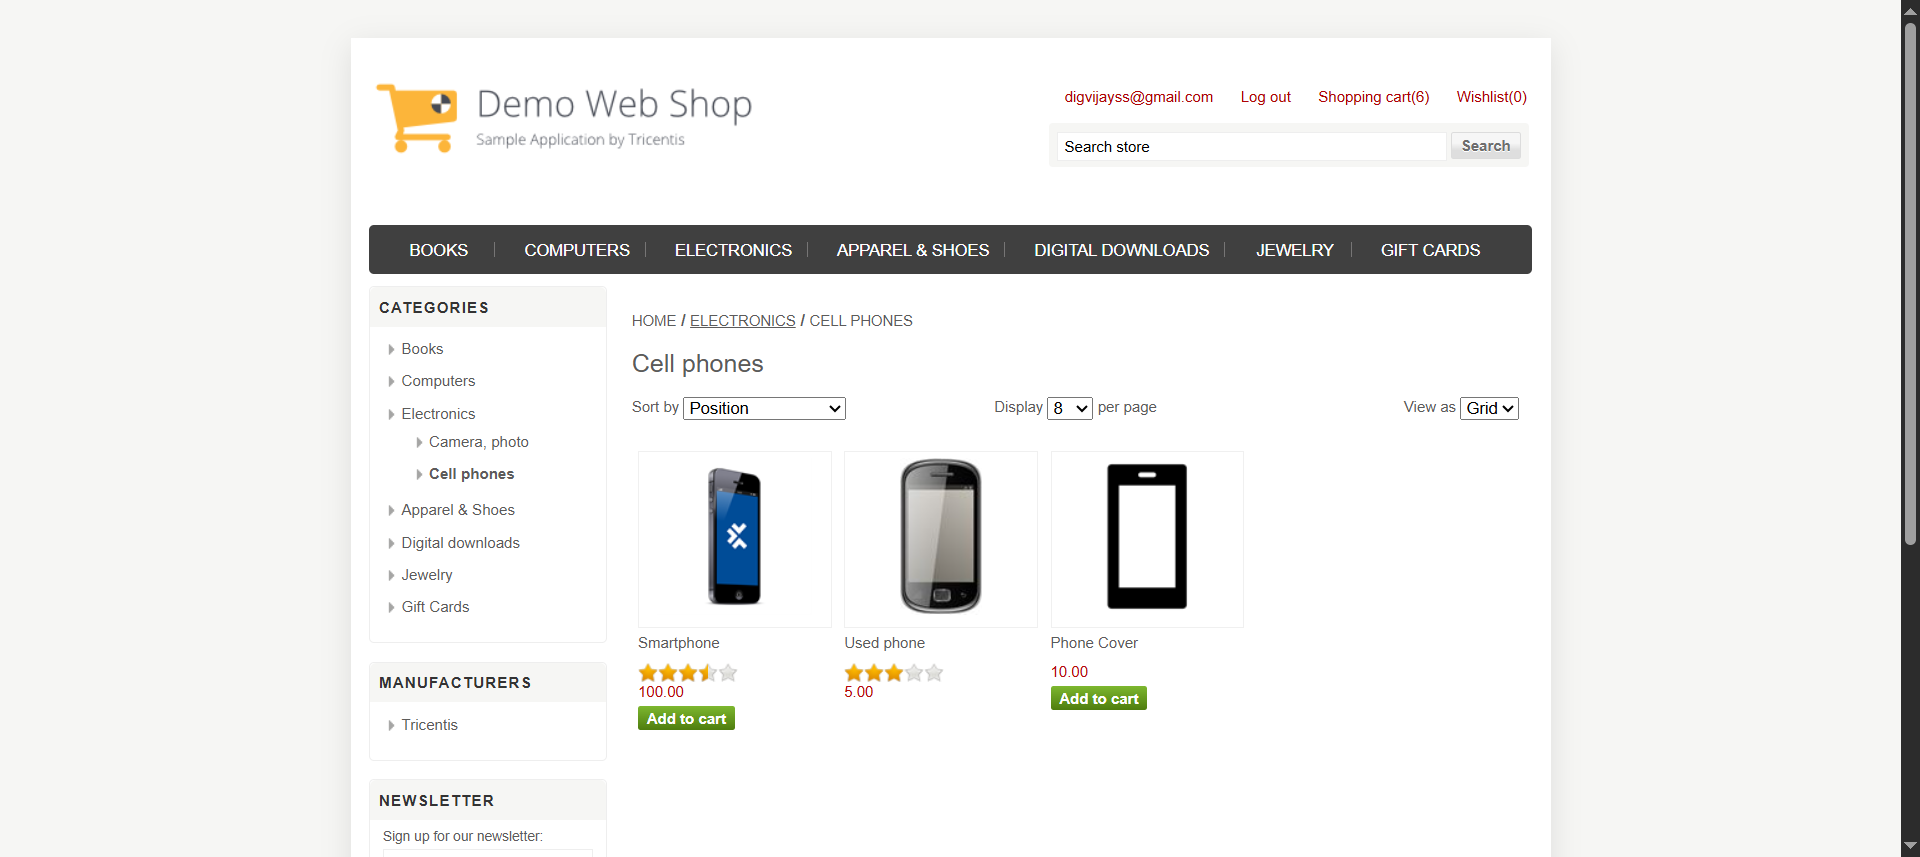 Demo Web Shop
Sample Application by Tricentis
digvijayss@gmail.com Log out Shopping cart(6) Wishlist(0)
Search store Search
BOOKS COMPUTERS ELECTRONICS APPAREL & SHOES DIGITAL DOWNLOADS JEWELRY GIFT CARDS
CATEGORIES
Books
Computers
Electronics
Camera, photo
Cell phones
Apparel & Shoes
Digital downloads
Jewelry
Gift Cards
MANUFACTURERS
Tricentis
NEWSLETTER
Sign up for our newsletter:
HOME / ELECTRONICS / CELL PHONES
Cell phones
Sort by Position Display 8 per page View as Grid
Smartphone
100.00
Add to cart
Used phone
5.00
Phone Cover
10.00
Add to cart